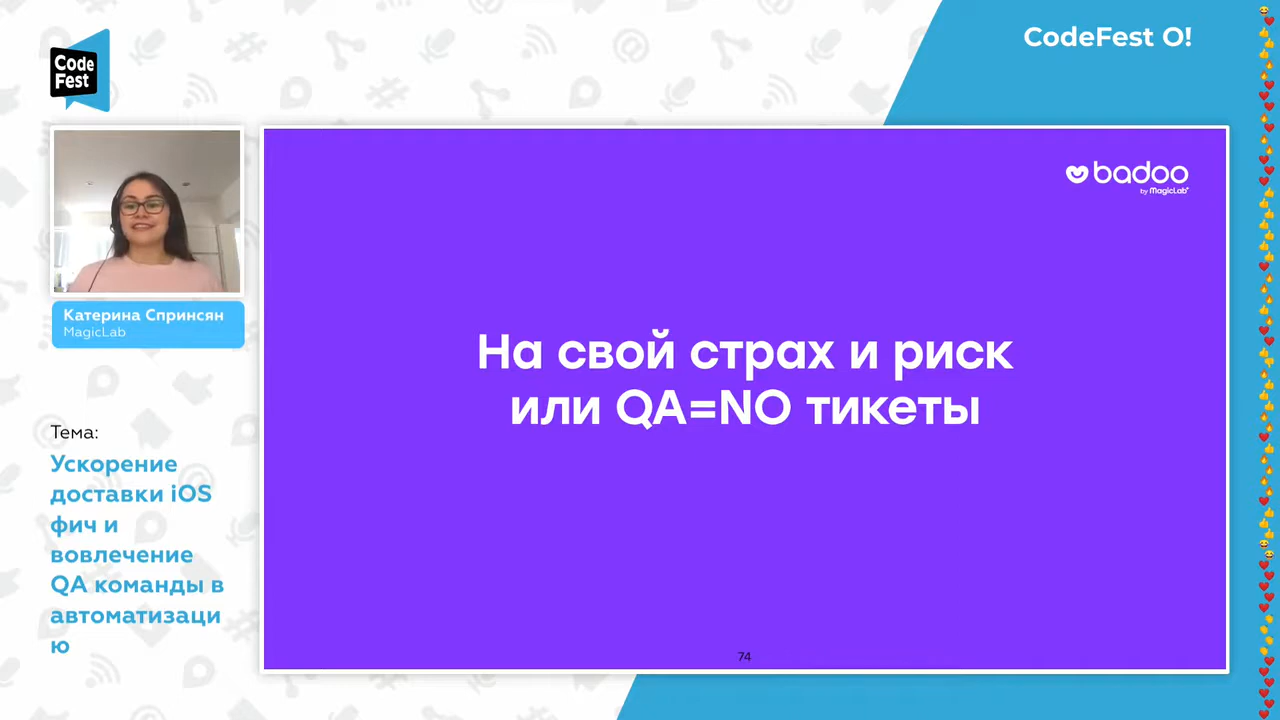 Code
Fest
CodeFest O!
badoo
by MagicLab
Катерина Спринсян
MagicLab
На свой страх и риск
или QA=NO тикеты
Тема:
Ускорение
доставки iOS
фич и
вовлечение
QA команды в
автоматизаци
ю
74